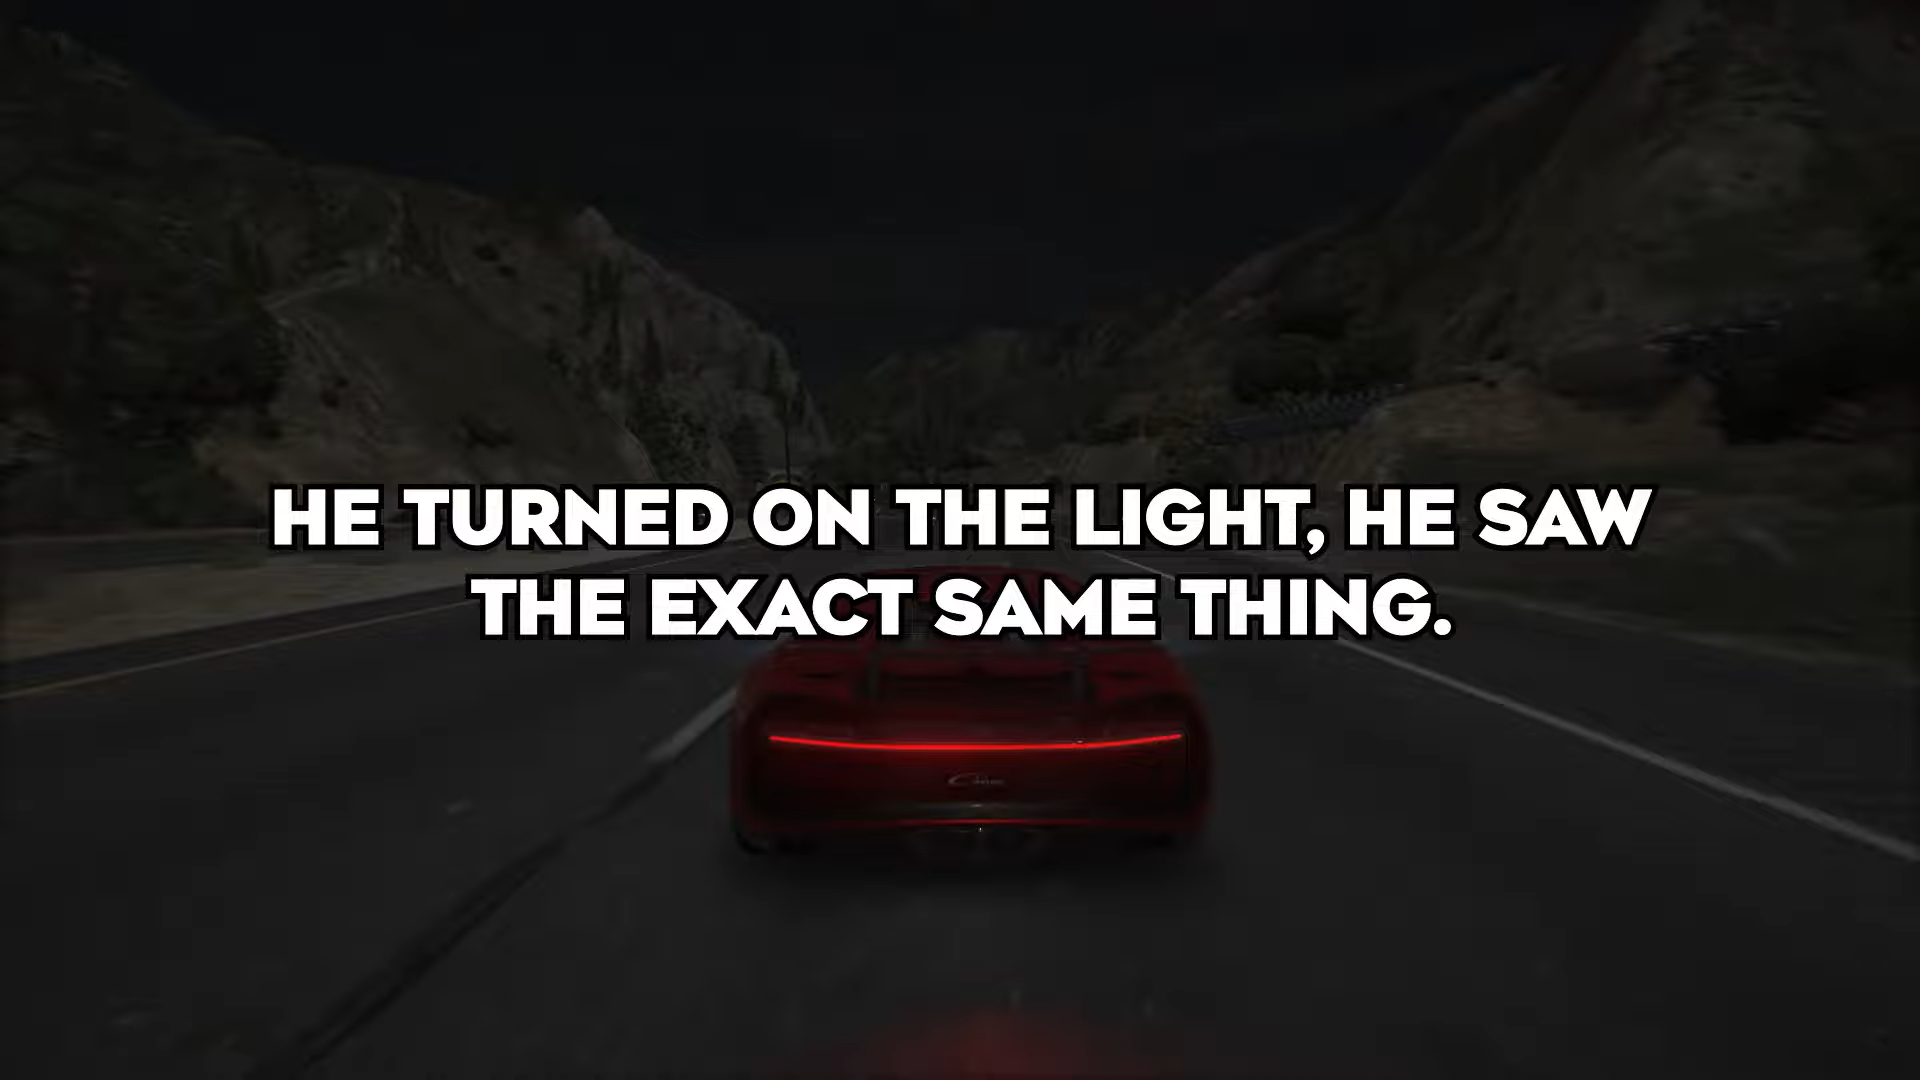 HE TURNED ON THE LIGHT, HE SAW
THE EXACT SAME THING.